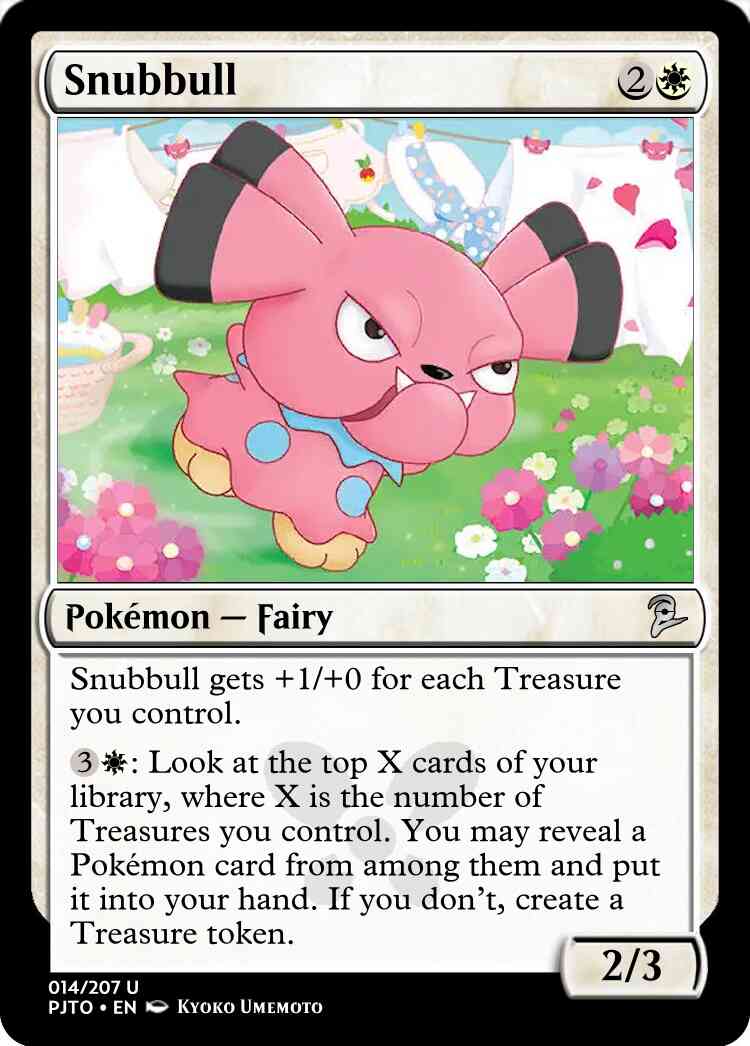 Snubbull 2
Pokémon — Fairy
Snubbull gets +1/+0 for each Treasure
you control.
3: Look at the top X cards of your
library, where X is the number of
Treasures you control. You may reveal a
Pokémon card from among them and put
it into your hand. If you don't, create a
Treasure token.
2/3
014/207 U
PJTO • EN Kyoko Umemoto